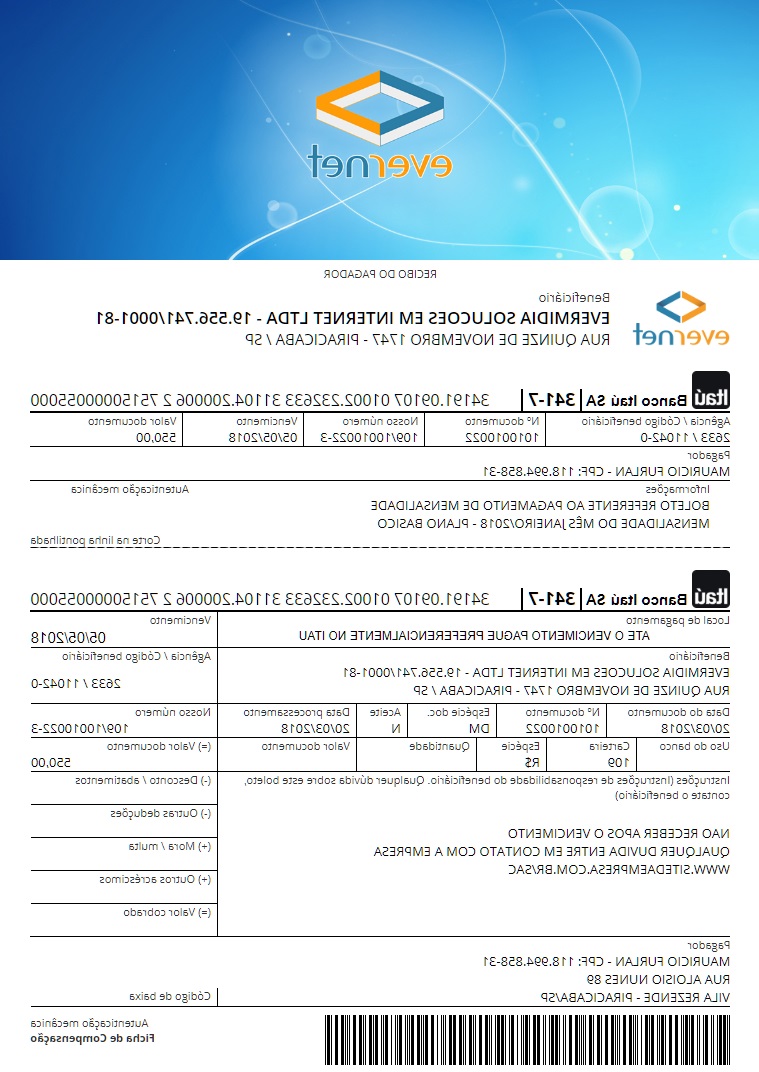 evernet
RECIBO DO PAGADOR
evernet
Beneficiário
EVERMIDIA SOLUCOES EM INTERNET LTDA - 19.556.741/0001-81
RUA QUINZE DE NOVEMBRO 1747 - PIRACICABA / SP
Itaú Banco Itaú SA 341-7 34191.09107 01002.232633 31104.200006 2 75150000055000
Agência / Código beneficiário Nº documento Nosso número Vencimento Valor documento
2633 / 11042-0 1010010022 109/10010022-3 05/05/2018 550,00
Pagador
MAURICIO FURLAN - CPF: 118.994.858-31
Informações Autenticação mecânica
BOLETO REFERENTE AO PAGAMENTO DE MENSALIDADE
MENSALIDADE DO MÊS JANEIRO/2018 - PLANO BASICO
Corte na linha pontilhada
Itaú Banco Itaú SA 341-7 34191.09107 01002.232633 31104.200006 2 75150000055000
Local de pagamento Vencimento
ATE O VENCIMENTO PAGUE PREFERENCIALMENTE NO ITAU 05/05/2018
Beneficiário Agência / Código beneficiário
EVERMIDIA SOLUCOES EM INTERNET LTDA - 19.556.741/0001-81
RUA QUINZE DE NOVEMBRO 1747 - PIRACICABA / SP 2633 / 11042-0
Data do documento Nº documento Espécie doc. Aceite Data processamento Nosso número
20/03/2018 1010010022 DM N 20/03/2018 109/10010022-3
Uso do banco Carteira Espécie Quantidade Valor documento (=) Valor documento
109 R$ 550,00
Instruções (Instruções de responsabilidade do beneficiário. Qualquer dúvida sobre este boleto,
contate o beneficiário)
(-) Desconto / abatimentos
(-) Outras deduções
(+) Mora / multa
(+) Outros acréscimos
(=) Valor cobrado
NAO RECEBER APOS O VENCIMENTO
QUALQUER DUVIDA ENTRE EM CONTATO COM A EMPRESA
WWW.SITEDAEMPRESA.COM.BR/SAC
Pagador
MAURICIO FURLAN - CPF: 118.994.858-31
RUA ALOISIO NUNES 89
VILA REZENDE - PIRACICABA/SP Código de baixa
Autenticação mecânica
Ficha de Compensação